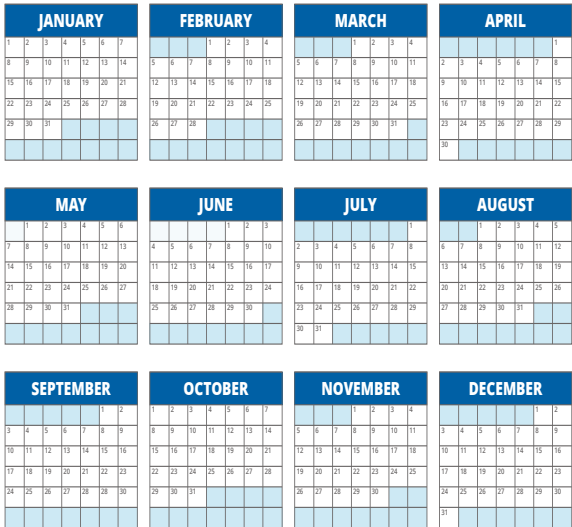 JANUARY FEBRUARY MARCH APRIL
1 2 3 4 5 6 7 1 2 3 4 1 2 3 4 1
8 9 10 11 12 13 14 5 6 7 8 9 10 11 5 6 7 8 9 10 11 2 3 4 5 6 7 8
15 16 17 18 19 20 21 12 13 14 15 16 17 18 12 13 14 15 16 17 18 9 10 11 12 13 14 15
22 23 24 25 26 27 28 19 20 21 22 23 24 25 19 20 21 22 23 24 25 16 17 18 19 20 21 22
29 30 31 26 27 28 26 27 28 29 30 31 23 24 25 26 27 28 29
30
MAY JUNE JULY AUGUST
1 2 3 4 5 6 1 2 3 1 1 2 3 4 5
7 8 9 10 11 12 13 4 5 6 7 8 9 10 2 3 4 5 6 7 8 6 7 8 9 10 11 12
14 15 16 17 18 19 20 11 12 13 14 15 16 17 9 10 11 12 13 14 15 13 14 15 16 17 18 19
21 22 23 24 25 26 27 18 19 20 21 22 23 24 16 17 18 19 20 21 22 20 21 22 23 24 25 26
28 29 30 31 25 26 27 28 29 30 23 24 25 26 27 28 29 27 28 29 30 31
30 31
SEPTEMBER OCTOBER NOVEMBER DECEMBER
1 2 1 2 3 4 5 6 7 1 2 3 4 1 2
3 4 5 6 7 8 9 8 9 10 11 12 13 14 5 6 7 8 9 10 11 3 4 5 6 7 8 9
10 11 12 13 14 15 16 15 16 17 18 19 20 21 12 13 14 15 16 17 18 10 11 12 13 14 15 16
17 18 19 20 21 22 23 22 23 24 25 26 27 28 19 20 21 22 23 24 25 17 18 19 20 21 22 23
24 25 26 27 28 29 30 29 30 31 26 27 28 29 30 24 25 26 27 28 29 30
31